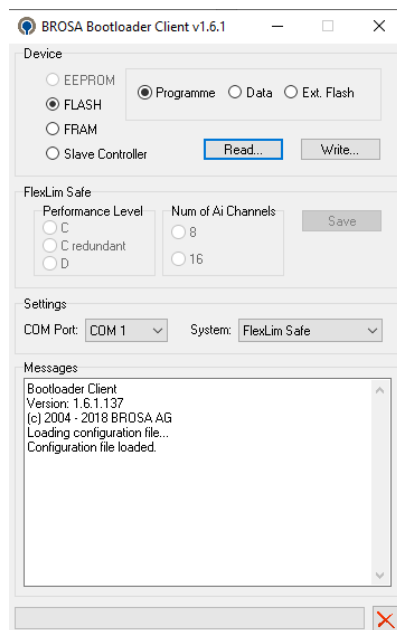 BROSA Bootloader Client v1.6.1
Device
EEPROM
FLASH
FRAM
Slave Controller
Programme Data Ext. Flash
Read... Write...
FlexLim Safe
Performance Level
C
C redundant
D
Num of Ai Channels
8
16
Save
Settings
COM Port: COM 1 System: FlexLim Safe
Messages
Bootloader Client
Version: 1.6.1.137
(c) 2004 - 2018 BROSA AG
Loading configuration file...
Configuration file loaded.